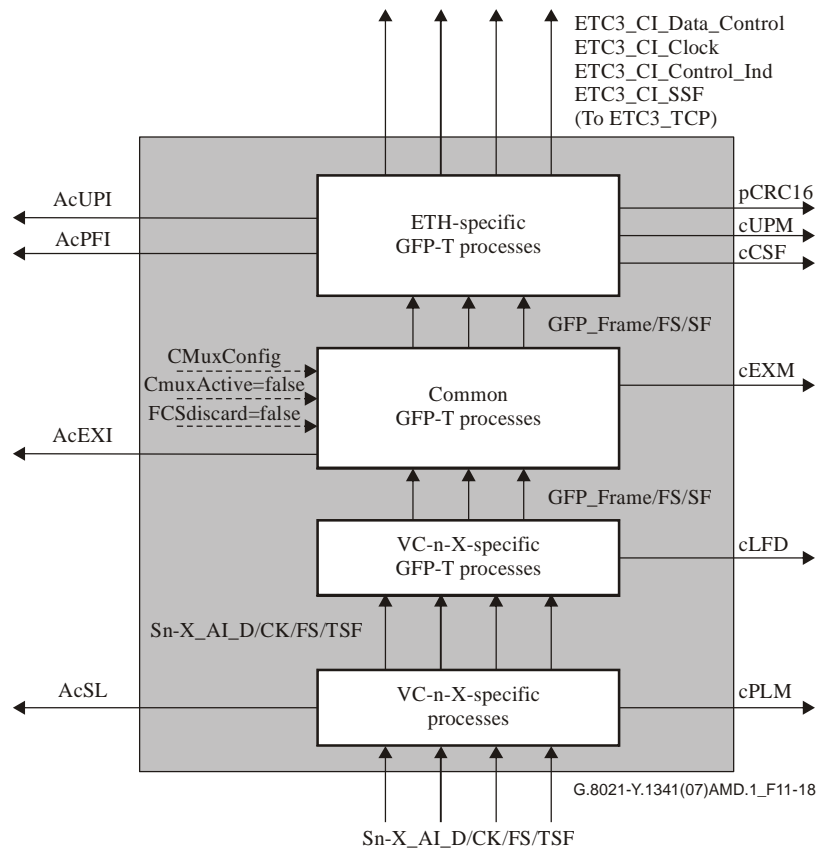 ETC3_CI_Data_Control
ETC3_CI_Clock
ETC3_CI_Control_Ind
ETC3_CI_SSF
(To ETC3_TCP)
AcUPI
AcPFI
ETH-specific
GFP-T processes
pCRC16
cUPM
cCSF
GFP_Frame/FS/SF
CMuxConfig
CmuxActive=false
FCSdiscard=false
AcEXI
Common
GFP-T processes
cEXM
GFP_Frame/FS/SF
VC-n-X-specific
GFP-T processes
cLFD
Sn-X_AI_D/CK/FS/TSF
AcSL
VC-n-X-specific
processes
cPLM
G.8021-Y.1341(07)AMD.1_F11-18
Sn-X_AI_D/CK/FS/TSF